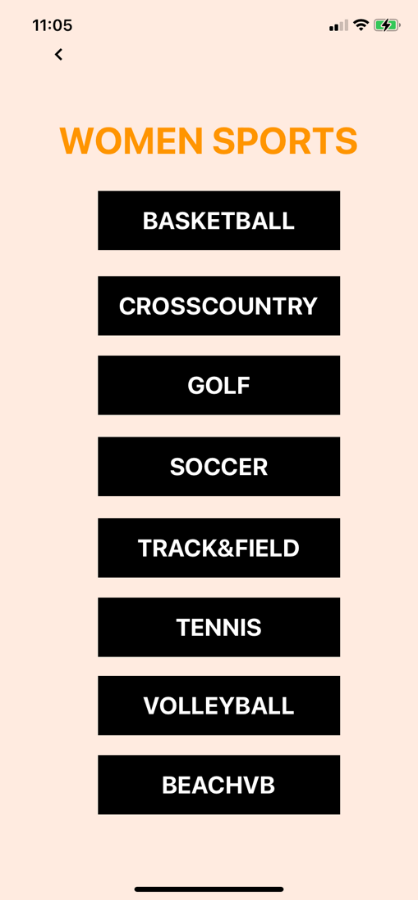 11:05
WOMEN SPORTS
BASKETBALL
CROSSCOUNTRY
GOLF
SOCCER
TRACK&FIELD
TENNIS
VOLLEYBALL
BEACHVB